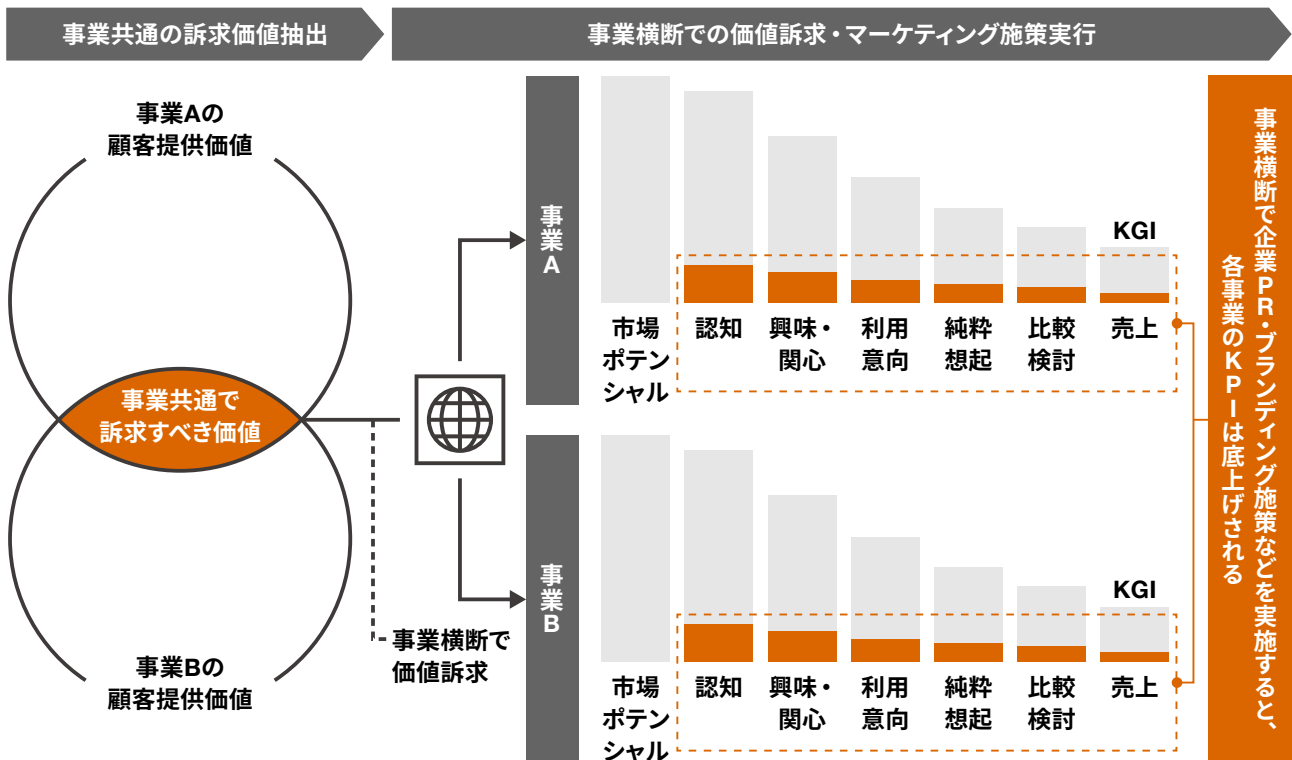 事業共通の訴求価値抽出
事業横断での価値訴求・マーケティング施策実行
事業Aの
顧客提供価値
事業共通で
訴求すべき価値
事業Bの
顧客提供価値
事業横断で
価値訴求
事業A
KGI
市場
ポテン
シャル
認知
興味・
関心
利用
意向
純粋
想起
比較
検討
売上
事業B
KGI
市場
ポテン
シャル
認知
興味・
関心
利用
意向
純粋
想起
比較
検討
売上
事業横断で企業PR・ブランディング施策などを実施すると、
各事業のKPIは底上げされる